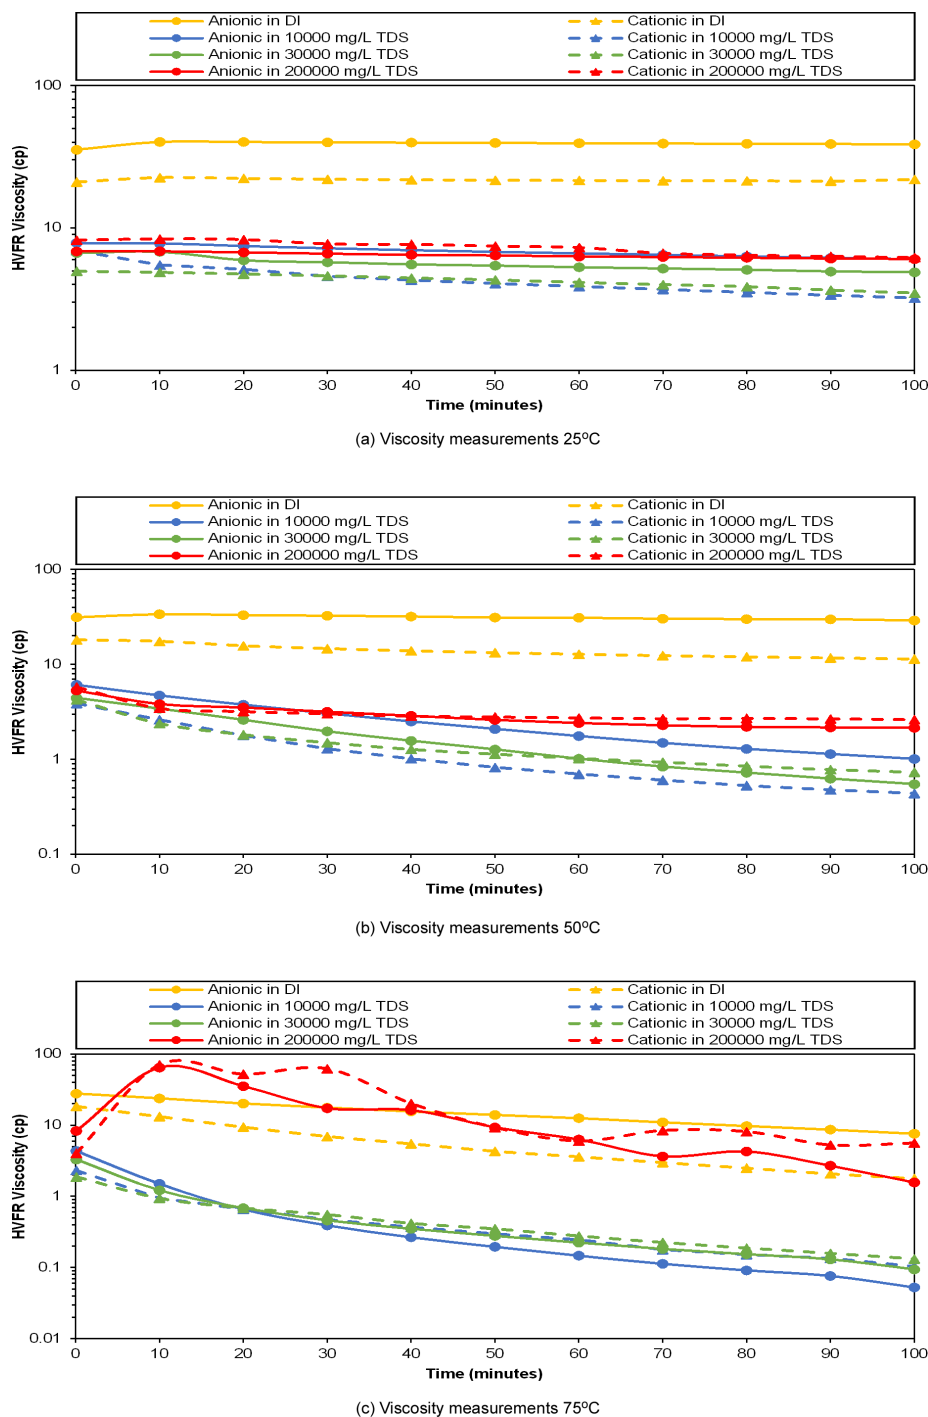 Anionic in DI
Cationic in DI
Anionic in 10000 mg/L TDS
Cationic in 10000 mg/L TDS
Anionic in 30000 mg/L TDS
Cationic in 30000 mg/L TDS
Anionic in 200000 mg/L TDS
Cationic in 200000 mg/L TDS
100
10
1
HVFR Viscosity (cp)
0 10 20 30 40 50 60 70 80 90 100
Time (minutes)
(a) Viscosity measurements 25°C
Anionic in DI
Cationic in DI
Anionic in 10000 mg/L TDS
Cationic in 10000 mg/L TDS
Anionic in 30000 mg/L TDS
Cationic in 30000 mg/L TDS
Anionic in 200000 mg/L TDS
Cationic in 200000 mg/L TDS
100
10
1
0.1
HVFR Viscosity (cp)
0 10 20 30 40 50 60 70 80 90 100
Time (minutes)
(b) Viscosity measurements 50°C
Anionic in DI
Cationic in DI
Anionic in 10000 mg/L TDS
Cationic in 10000 mg/L TDS
Anionic in 30000 mg/L TDS
Cationic in 30000 mg/L TDS
Anionic in 200000 mg/L TDS
Cationic in 200000 mg/L TDS
100
10
1
0.1
0.01
HVFR Viscosity (cp)
0 10 20 30 40 50 60 70 80 90 100
Time (minutes)
(c) Viscosity measurements 75°C